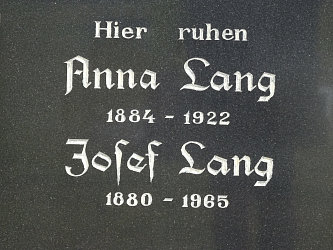 Hier ruhen
Anna Lang
1884 - 1922
Joſef Lang
1880 - 1965